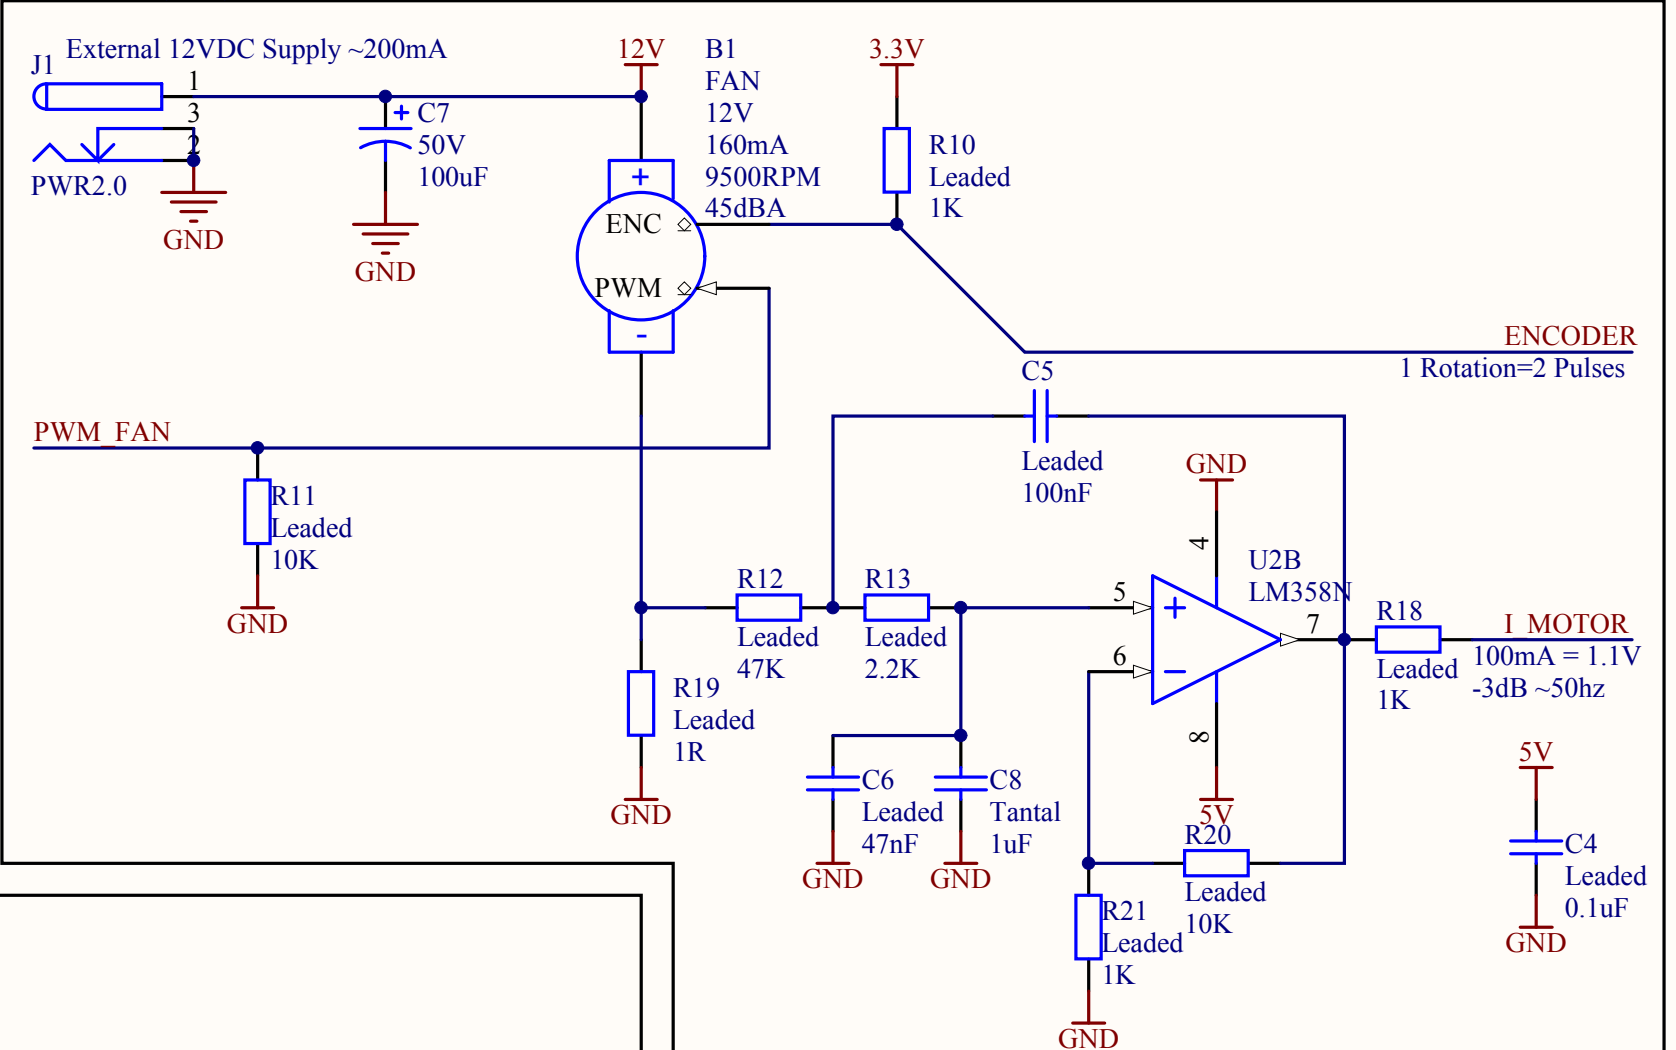 External 12VDC Supply ~200mA
J1
1
3
2
PWR2.0
GND
+
C7
50V
100uF
GND
12V
B1
FAN
12V
160mA
9500RPM
45dBA
+
ENC
PWM
-
3.3V
R10
Leaded
1K
ENCODER
1 Rotation=2 Pulses
PWM_FAN
R11
Leaded
10K
GND
C5
Leaded
100nF
R12
Leaded
47K
R13
Leaded
2.2K
R19
Leaded
1R
GND
C6
Leaded
47nF
GND
C8
Tantal
1uF
GND
GND
4
U2B
LM358N
5
+
6
-
7
8
5V
R18
Leaded
1K
I_MOTOR
100mA = 1.1V
-3dB ~50hz
R20
Leaded
10K
R21
Leaded
1K
GND
5V
C4
Leaded
0.1uF
GND